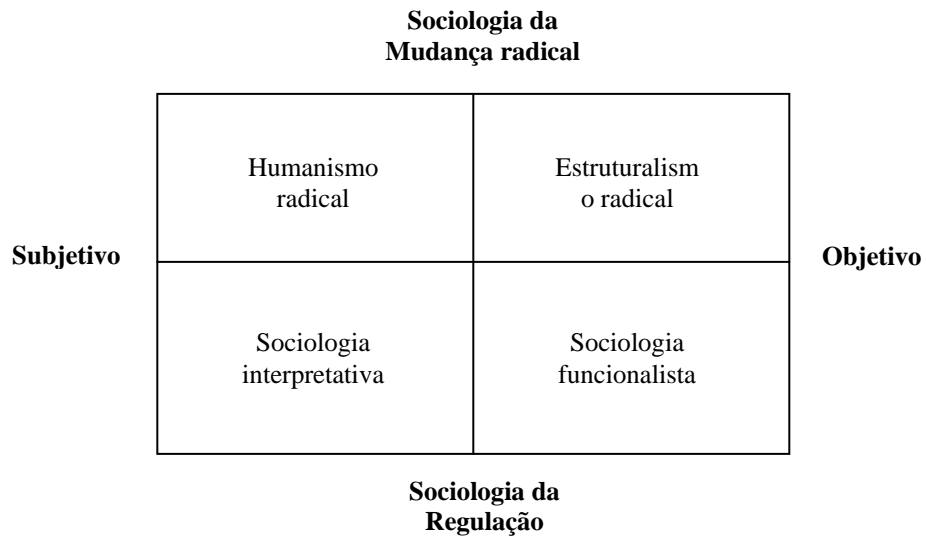 Sociologia da
Mudança radical
Humanismo
radical
Estruturalism
o radical
Subjetivo
Objetivo
Sociologia
interpretativa
Sociologia
funcionalista
Sociologia da
Regulação